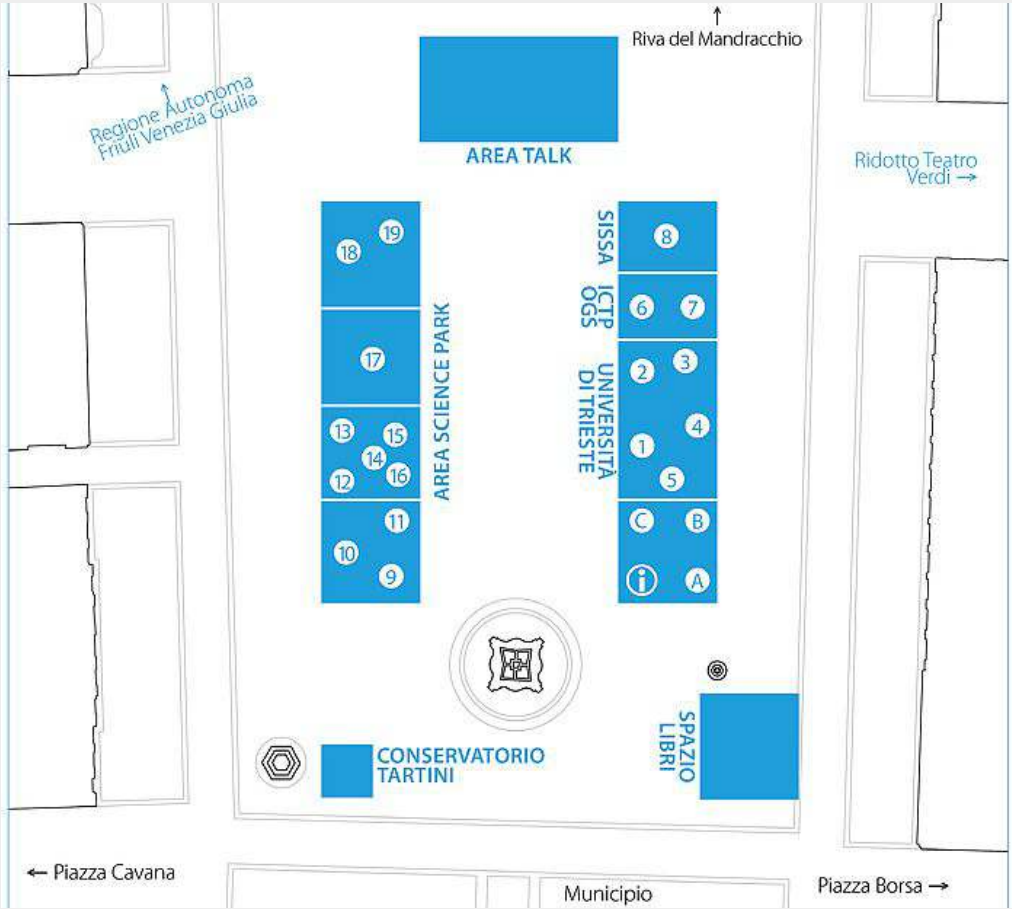 Riva del Mandracchio
Regione Autonoma
Friuli Venezia Giulia
AREA TALK
Ridotto Teatro
Verdi →
SISSA
8
19
18
ICTP
OGS
6
7
17
AREA SCIENCE PARK
UNIVERSITÀ
DI TRIESTE
3
2
4
1
5
13
15
14
16
12
11
10
9
C
B
i
A
CONSERVATORIO
TARTINI
SPAZIO
LIBRI
← Piazza Cavana
Municipio
Piazza Borsa →